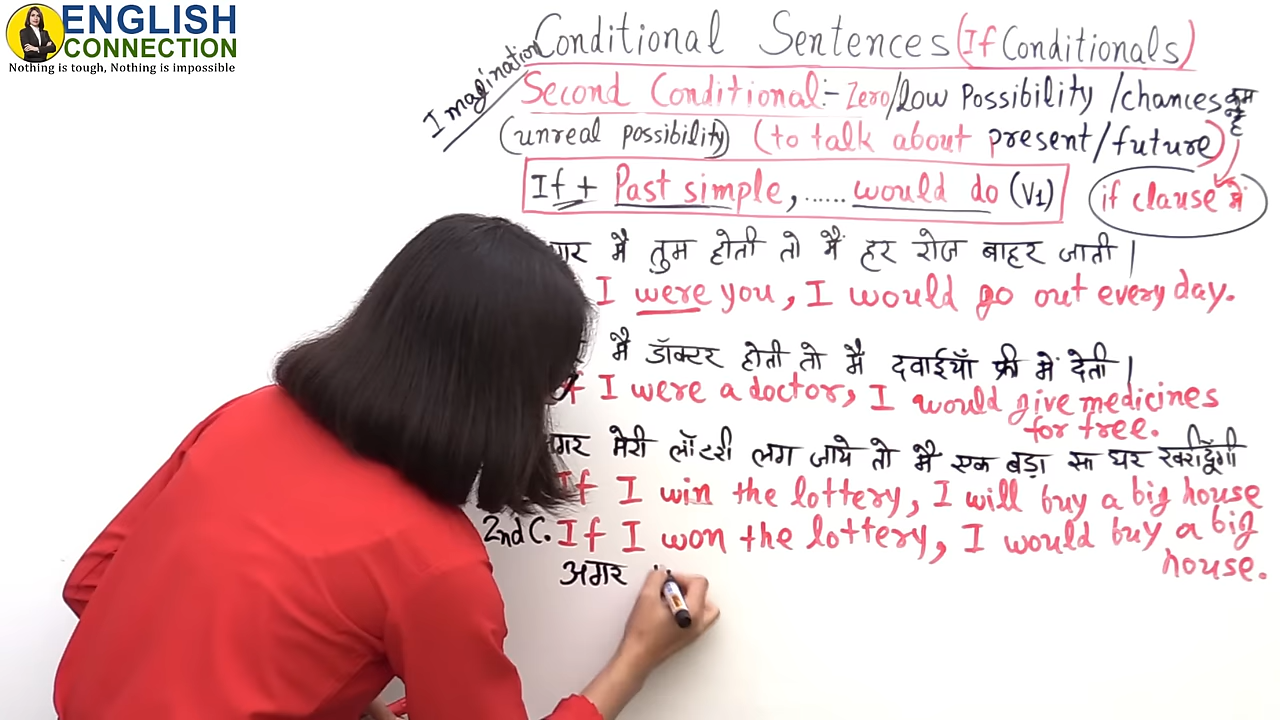 ENGLISH
CONNECTION
Nothing is tough, Nothing is impossible
Imagination
Conditional Sentences (If Conditionals)
Second Conditional:- Zero/low Possibility /chances कम है
(unreal possibility) (to talk about present/future)
If + Past simple, ...... would do (V1)
if clause में
मैं तुम होती तो मैं हर रोज बाहर जाती।
I were you, I would go out everyday.
मैं डॉक्टर होती तो मैं दवाईयाँ फ्री में देती।
I were a doctor, I would give medicines
for free.
मेरी लॉटरी लग जाये तो मैं एक बड़ा सा घर खरीदूँगी
If I win the lottery, I will buy a big house
2nd C. If I won the lottery, I would buy a big
house.
अगर